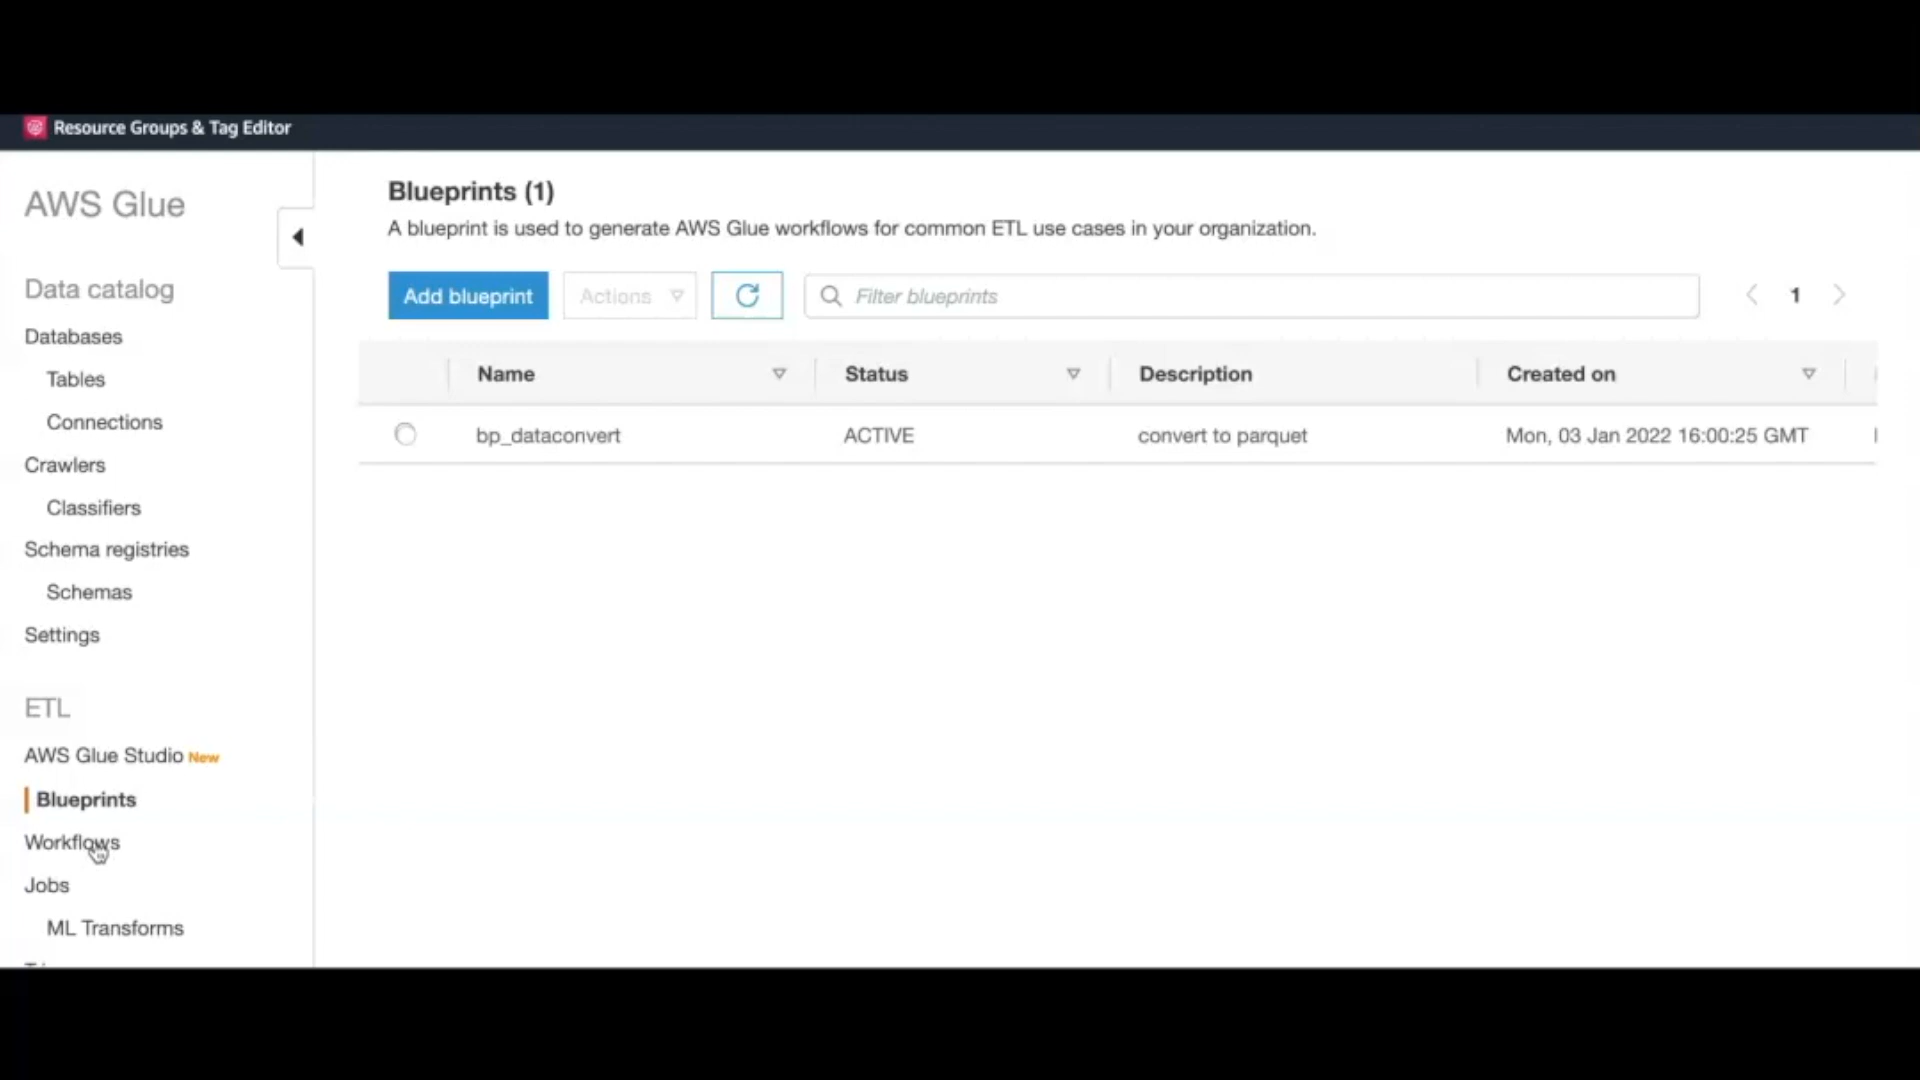 Resource Groups & Tag Editor
AWS Glue
Data catalog
Databases
Tables
Connections
Crawlers
Classifiers
Schema registries
Schemas
Settings
ETL
AWS Glue Studio New
Blueprints
Workflows
Jobs
ML Transforms
Blueprints (1)
A blueprint is used to generate AWS Glue workflows for common ETL use cases in your organization.
Add blueprint Actions Filter blueprints 1
Name Status Description Created on
bp_dataconvert ACTIVE convert to parquet Mon, 03 Jan 2022 16:00:25 GMT